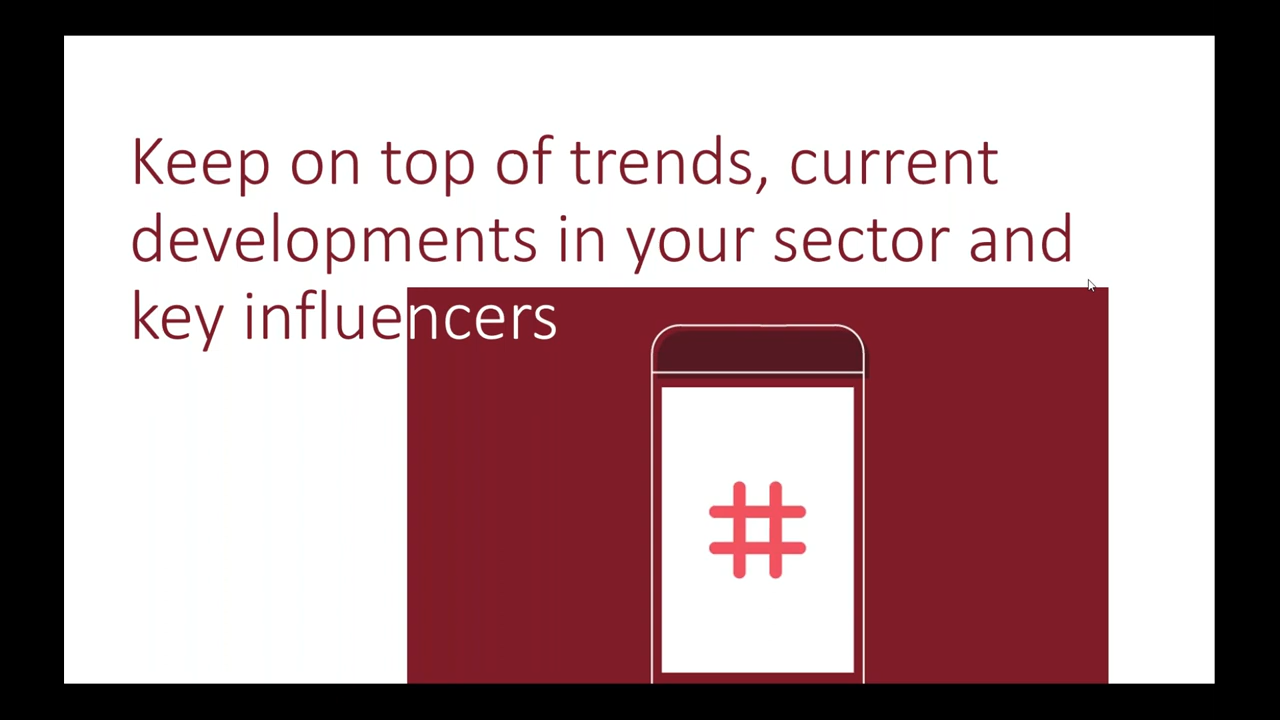 Keep on top of trends, current
developments in your sector and
key influencers
#